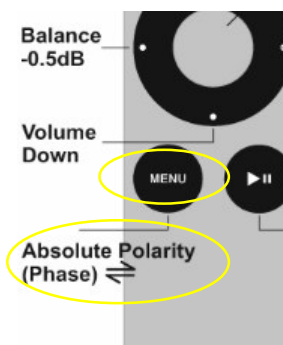 Balance
-0.5dB
Volume
Down
MENU
Absolute Polarity
(Phase) ⇌